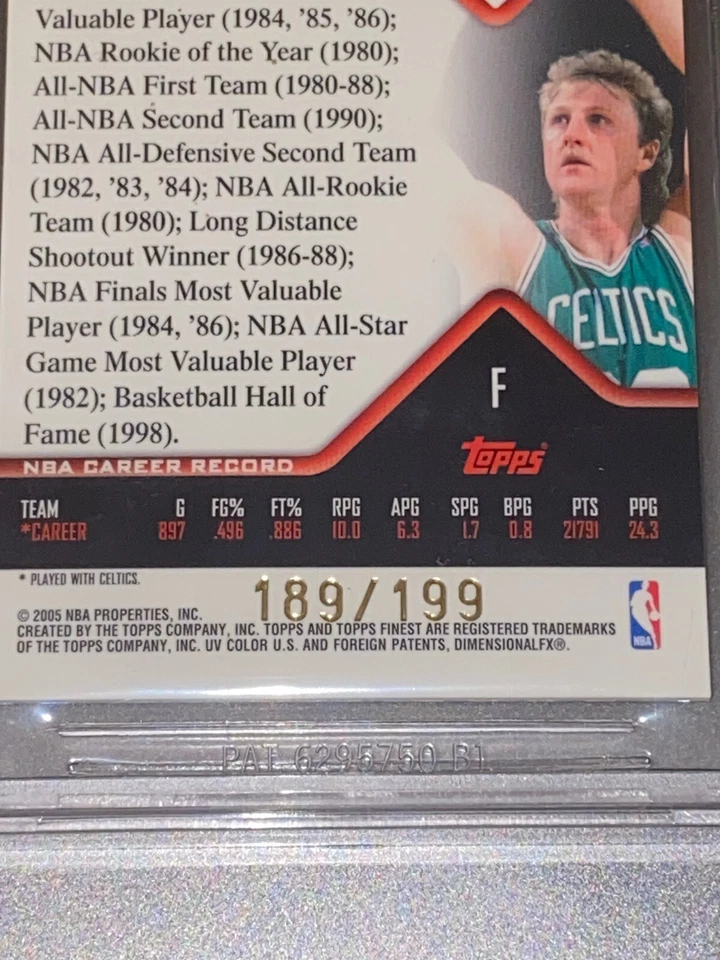 Valuable Player (1984, '85, '86);
NBA Rookie of the Year (1980);
All-NBA First Team (1980-88);
All-NBA Second Team (1990);
NBA All-Defensive Second Team
(1982, '83, '84); NBA All-Rookie
Team (1980); Long Distance
Shootout Winner (1986-88);
NBA Finals Most Valuable
Player (1984, '86); NBA All-Star
Game Most Valuable Player
(1982); Basketball Hall of
Fame (1998).
CELTICS
F
topps
NBA CAREER RECORD
TEAM G FG% FT% RPG APG SPG BPG PTS PPG
*CAREER 897 .496 .886 10.0 6.3 1.7 0.8 21791 24.3
* PLAYED WITH CELTICS.
189/199
© 2005 NBA PROPERTIES, INC.
CREATED BY THE TOPPS COMPANY, INC. TOPPS AND TOPPS FINEST ARE REGISTERED TRADEMARKS
OF THE TOPPS COMPANY, INC. UV COLOR U.S. AND FOREIGN PATENTS, DIMENSIONALFX®.
NBA
PAT 6295750 B1